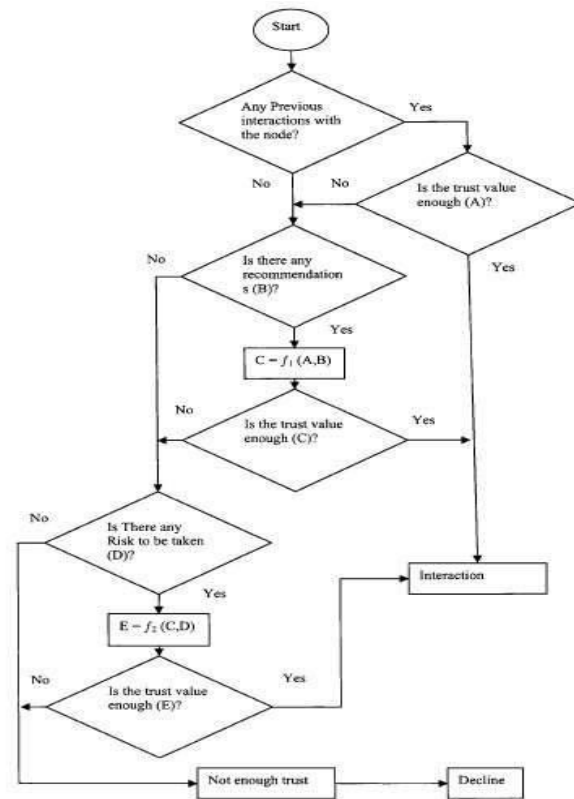 Start
Any Previous
interactions with
the node?
Yes
No
No
Is the trust value
enough (A)?
Yes
No
Is there any
recommendation
s (B)?
Yes
C = f₁ (A,B)
No
Is the trust value
enough (C)?
Yes
No
Is There any
Risk to be taken
(D)?
Yes
Interaction
E = f₂ (C,D)
No
Is the trust value
enough (E)?
Yes
Not enough trust
Decline